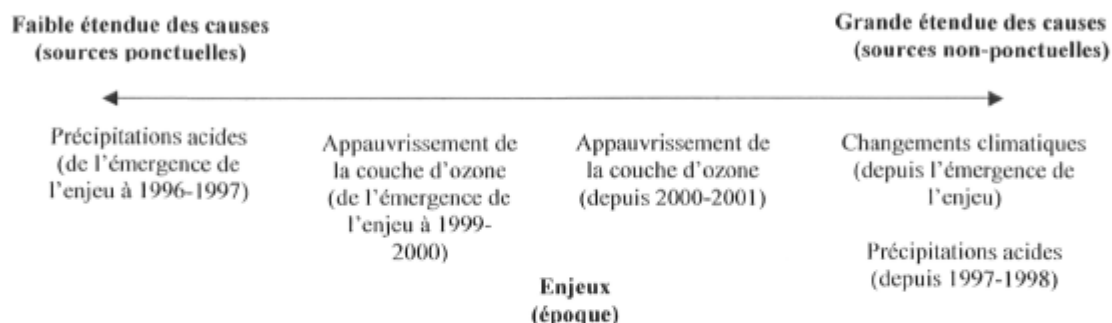 Faible étendue des causes
(sources ponctuelles)
Grande étendue des causes
(sources non-ponctuelles)
Précipitations acides
(de l'émergence de
l'enjeu à 1996-1997)
Appauvrissement de
la couche d'ozone
(de l'émergence de
l'enjeu à 1999-
2000)
Appauvrissement de
la couche d'ozone
(depuis 2000-2001)
Changements climatiques
(depuis l'émergence de
l'enjeu)
Précipitations acides
(depuis 1997-1998)
Enjeux
(époque)